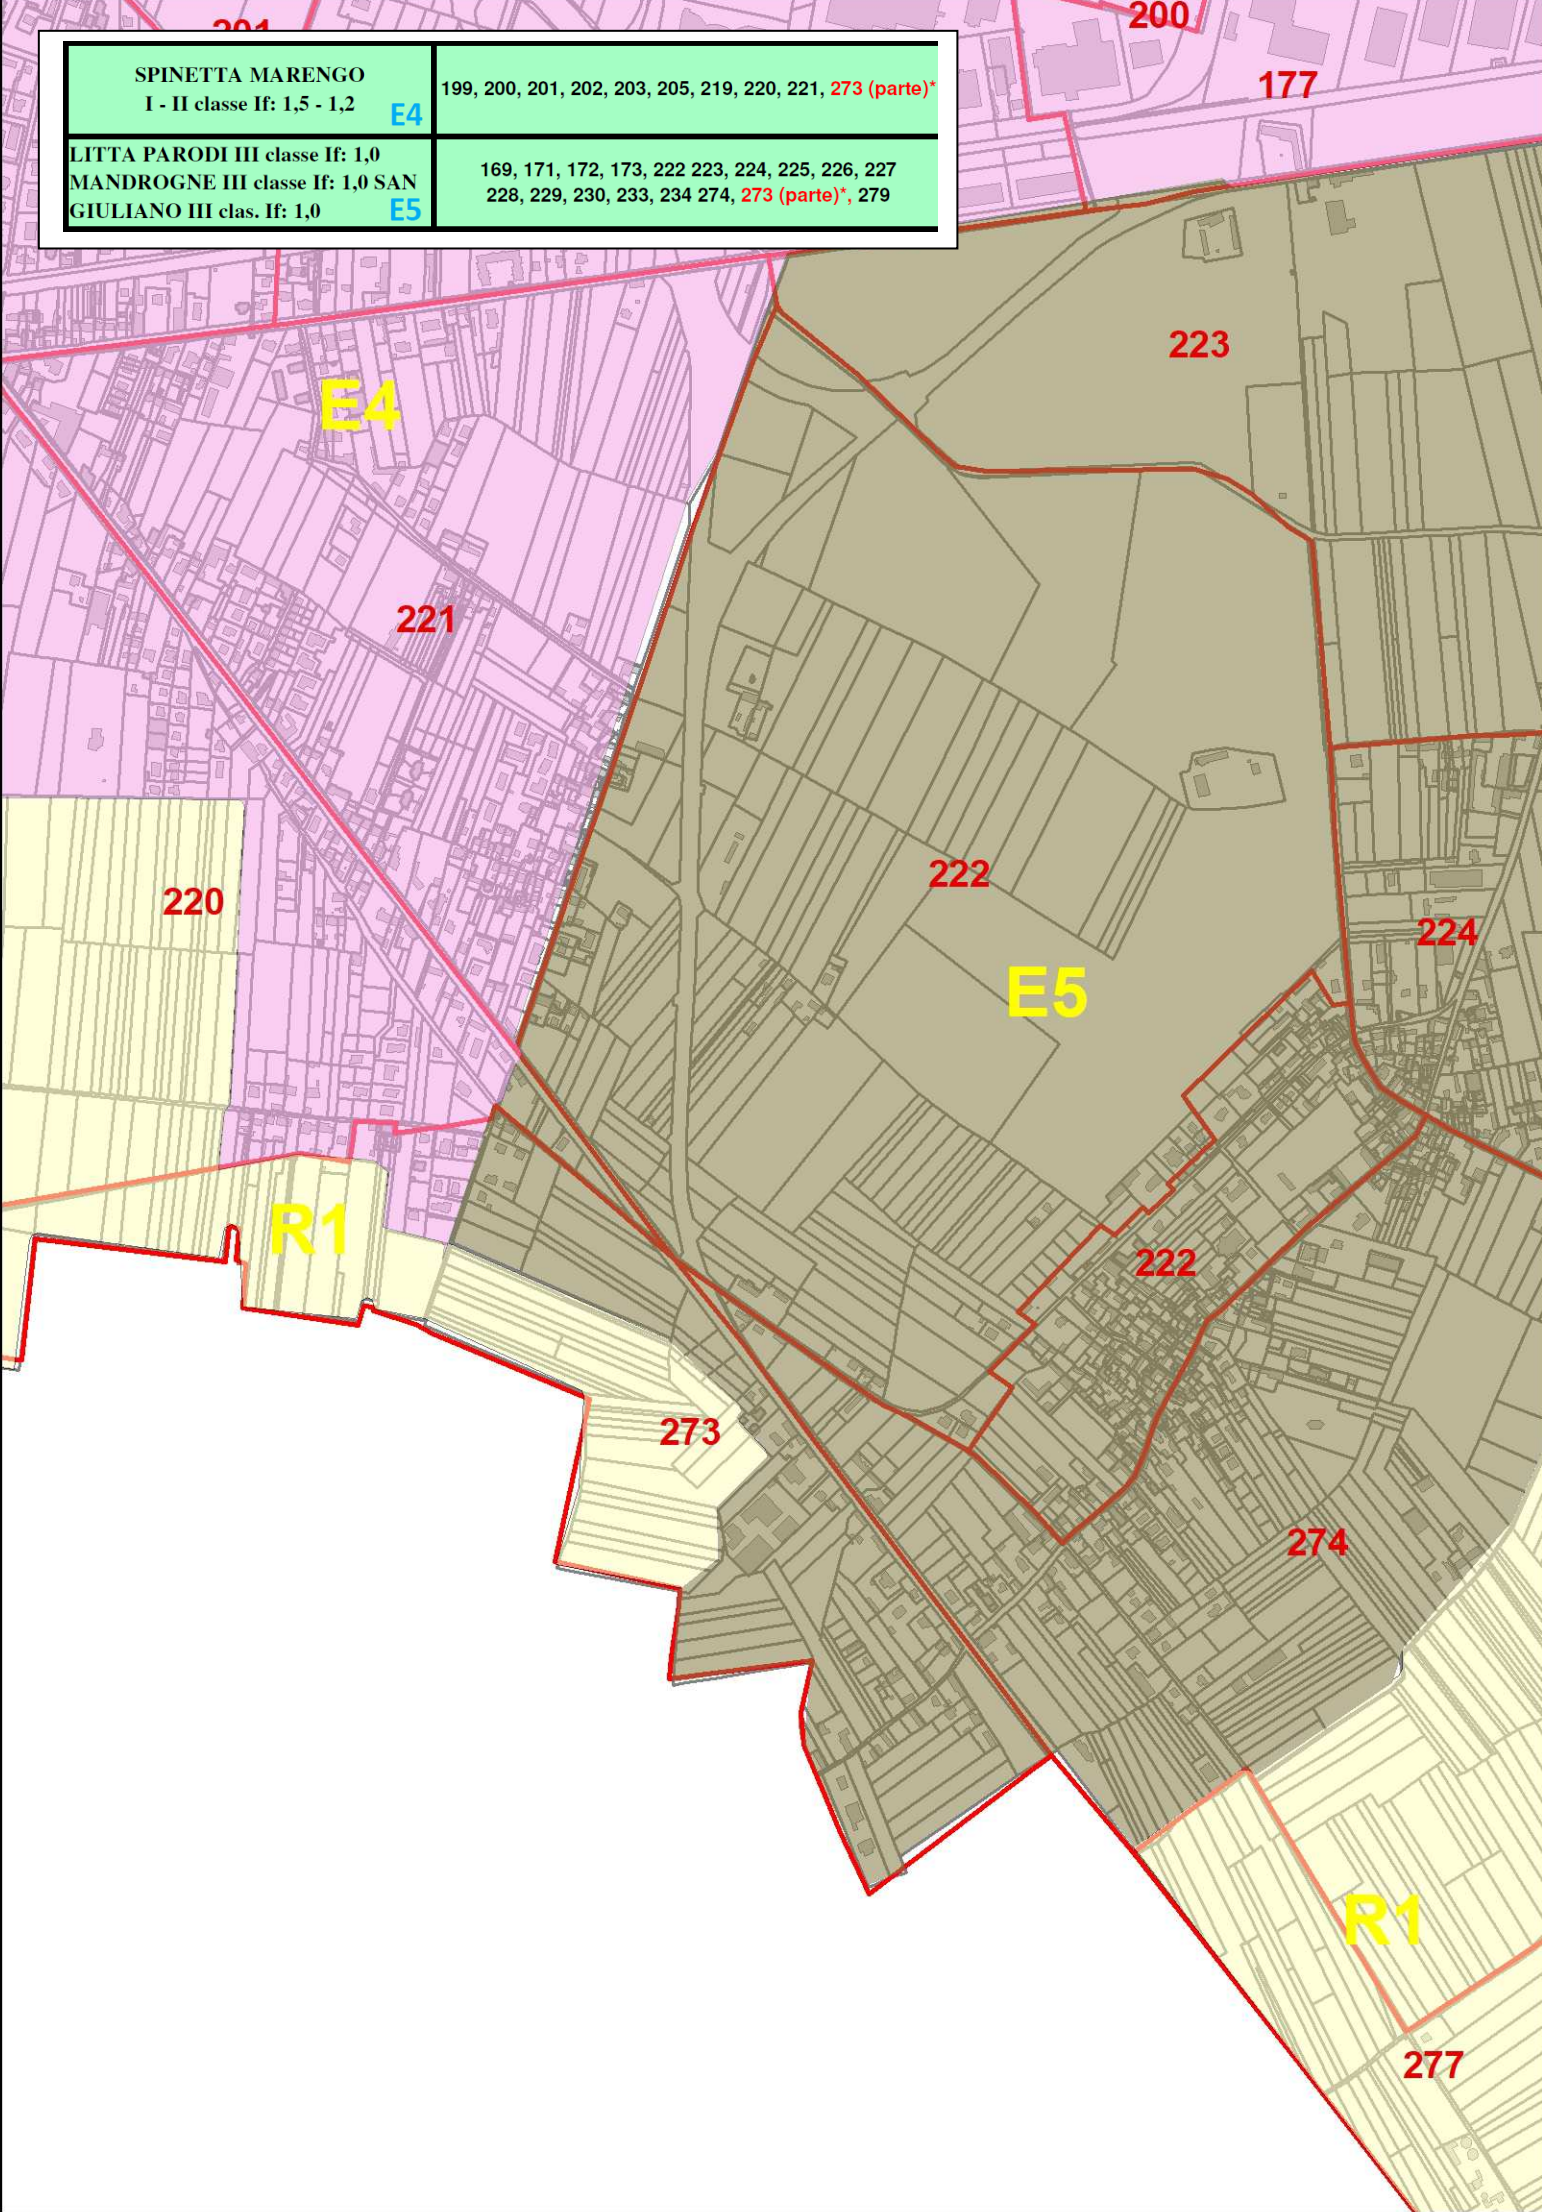 201
200
SPINETTA MARENGO
I - II classe If: 1,5 - 1,2
E4
199, 200, 201, 202, 203, 205, 219, 220, 221, 273 (parte)*
LITTA PARODI III classe If: 1,0
MANDROGNE III classe If: 1,0 SAN
GIULIANO III clas. If: 1,0
E5
169, 171, 172, 173, 222 223, 224, 225, 226, 227
228, 229, 230, 233, 234 274, 273 (parte)*, 279
177
223
E4
221
222
220
224
E5
R1
222
273
274
R1
277